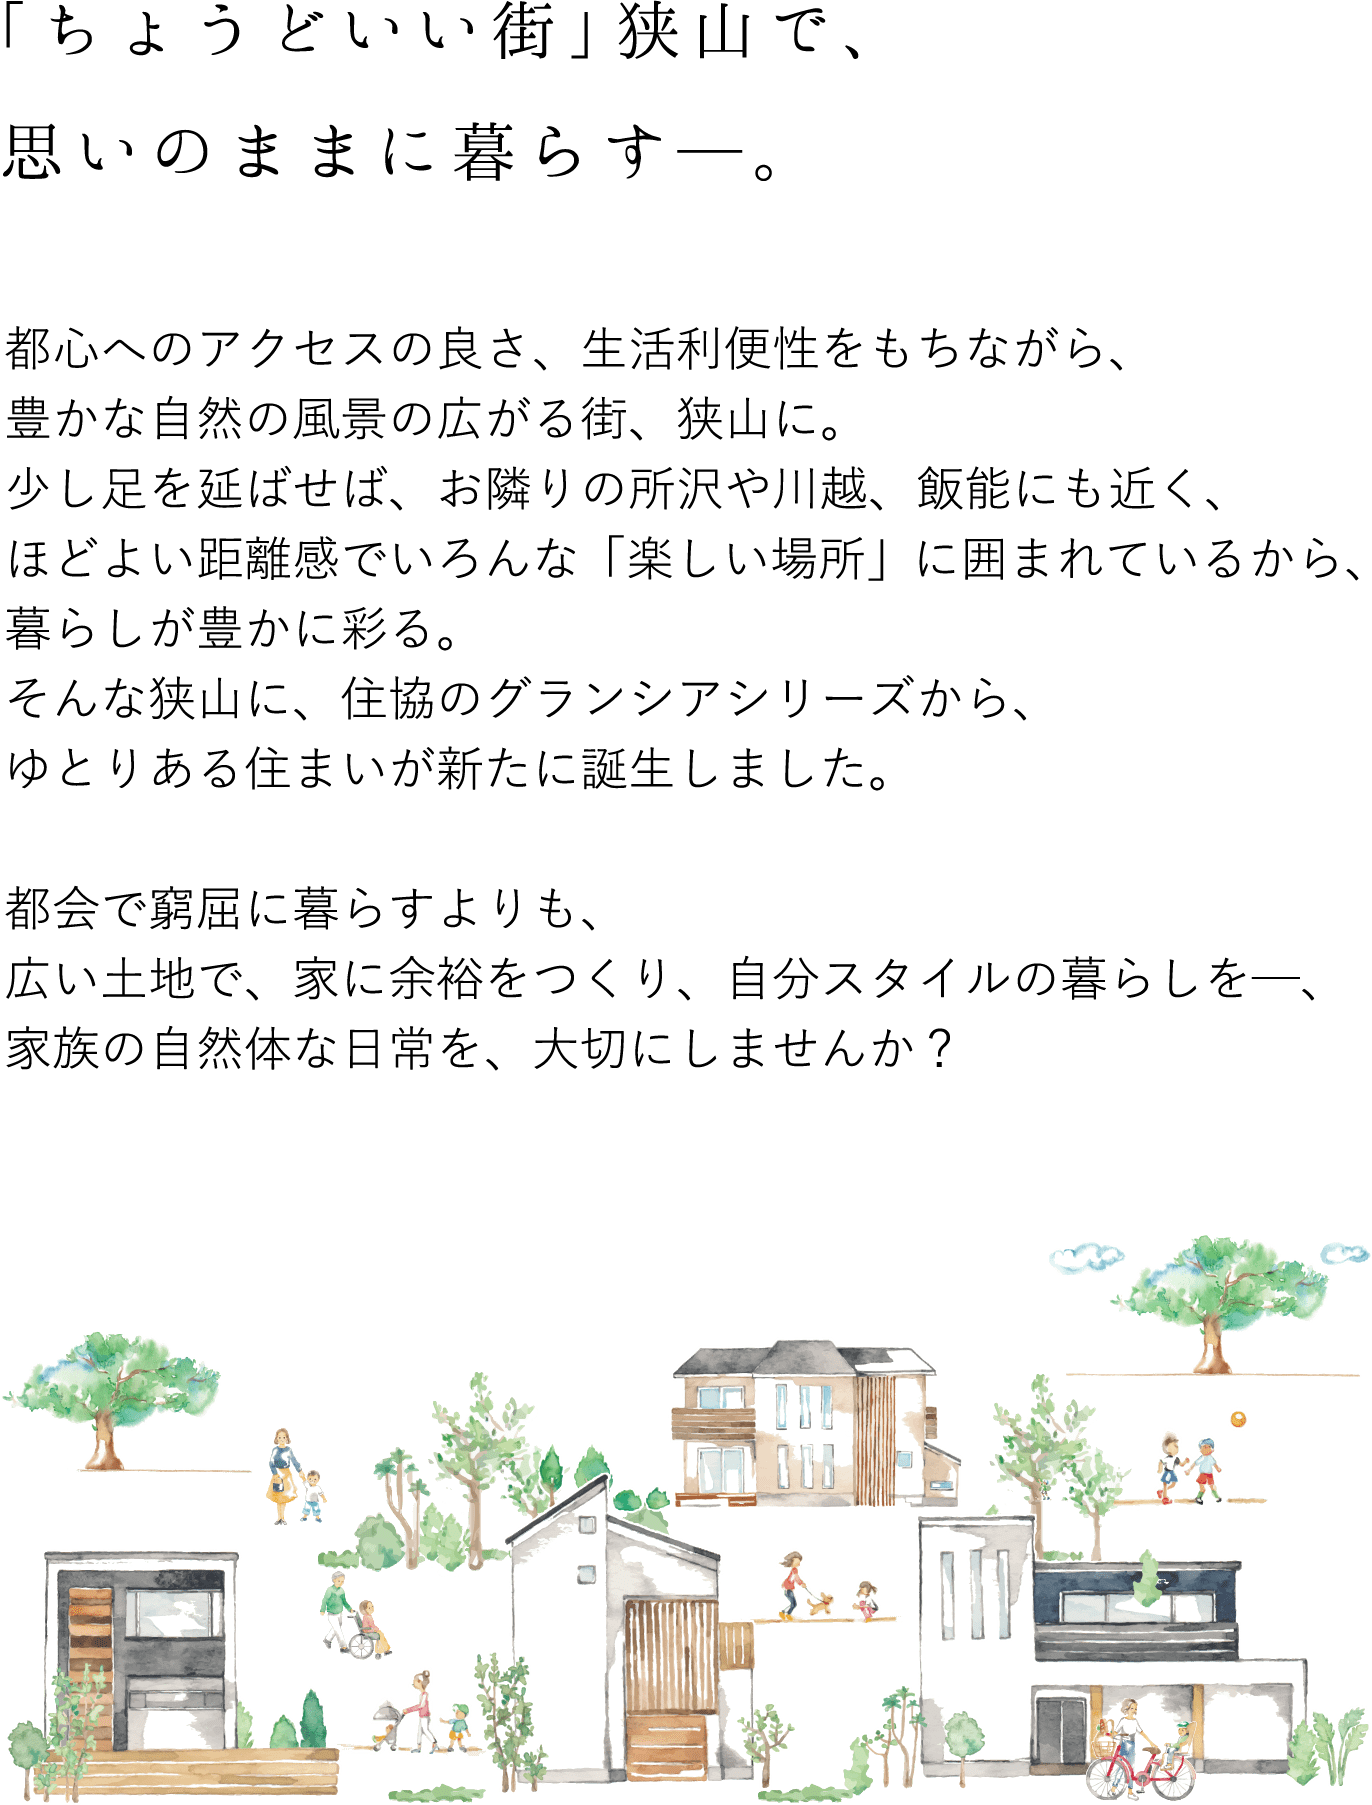 「ちょうどいい街」狭山で、
思いのままに暮らす―。
都心へのアクセスの良さ、生活利便性をもちながら、
豊かな自然の風景の広がる街、狭山に。
少し足を延ばせば、お隣りの所沢や川越、飯能にも近く、
ほどよい距離感でいろんな「楽しい場所」に囲まれているから、
暮らしが豊かに彩る。
そんな狭山に、住協のグランシアシリーズから、
ゆとりある住まいが新たに誕生しました。
都会で窮屈に暮らすよりも、
広い土地で、家に余裕をつくり、自分スタイルの暮らしを―、
家族の自然体な日常を、大切にしませんか？